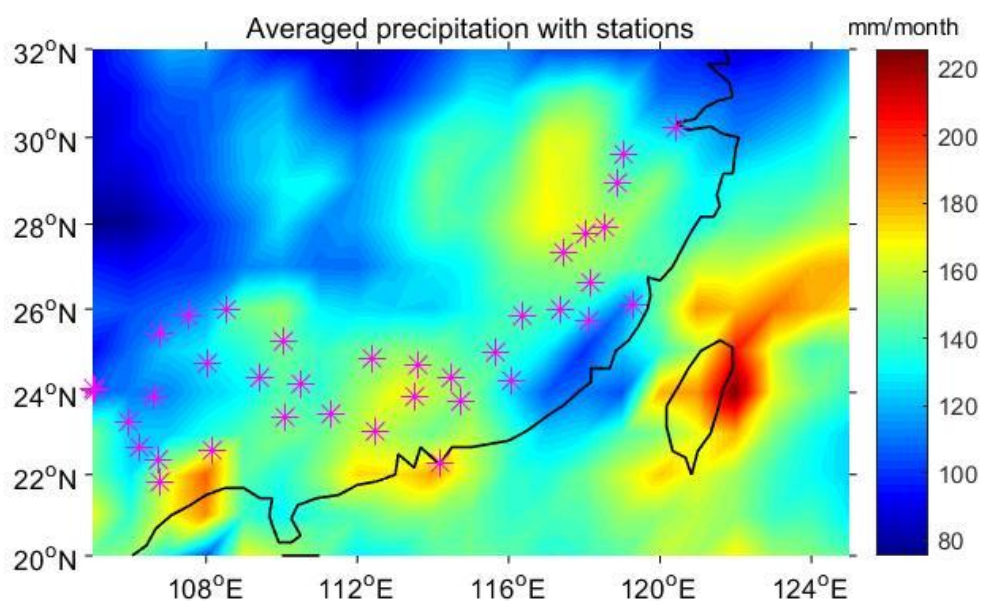 Averaged precipitation with stations
mm/month
32°N
30°N
28°N
26°N
24°N
22°N
20°N
108°E
112°E
116°E
120°E
124°E
220
200
180
160
140
120
100
80